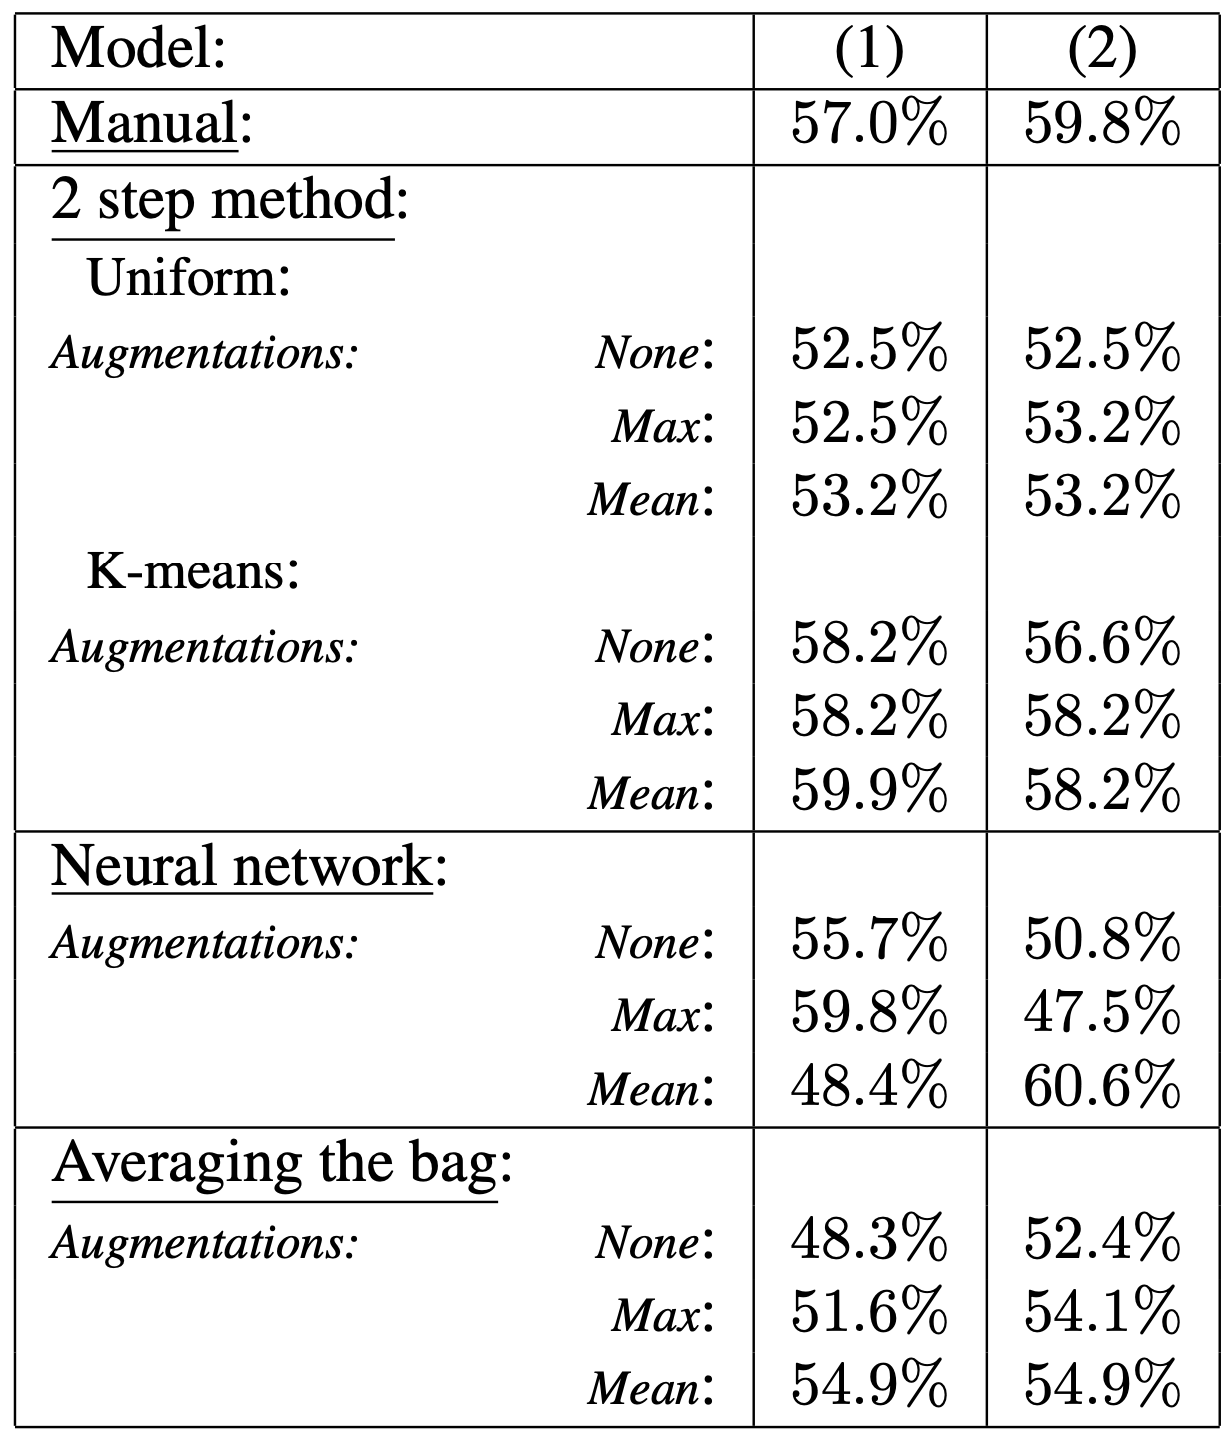 Model: (1) (2)
Manual: 57.0% 59.8%
2 step method:
Uniform:
Augmentations: None: 52.5% 52.5%
Max: 52.5% 53.2%
Mean: 53.2% 53.2%
K-means:
Augmentations: None: 58.2% 56.6%
Max: 58.2% 58.2%
Mean: 59.9% 58.2%
Neural network:
Augmentations: None: 55.7% 50.8%
Max: 59.8% 47.5%
Mean: 48.4% 60.6%
Averaging the bag:
Augmentations: None: 48.3% 52.4%
Max: 51.6% 54.1%
Mean: 54.9% 54.9%